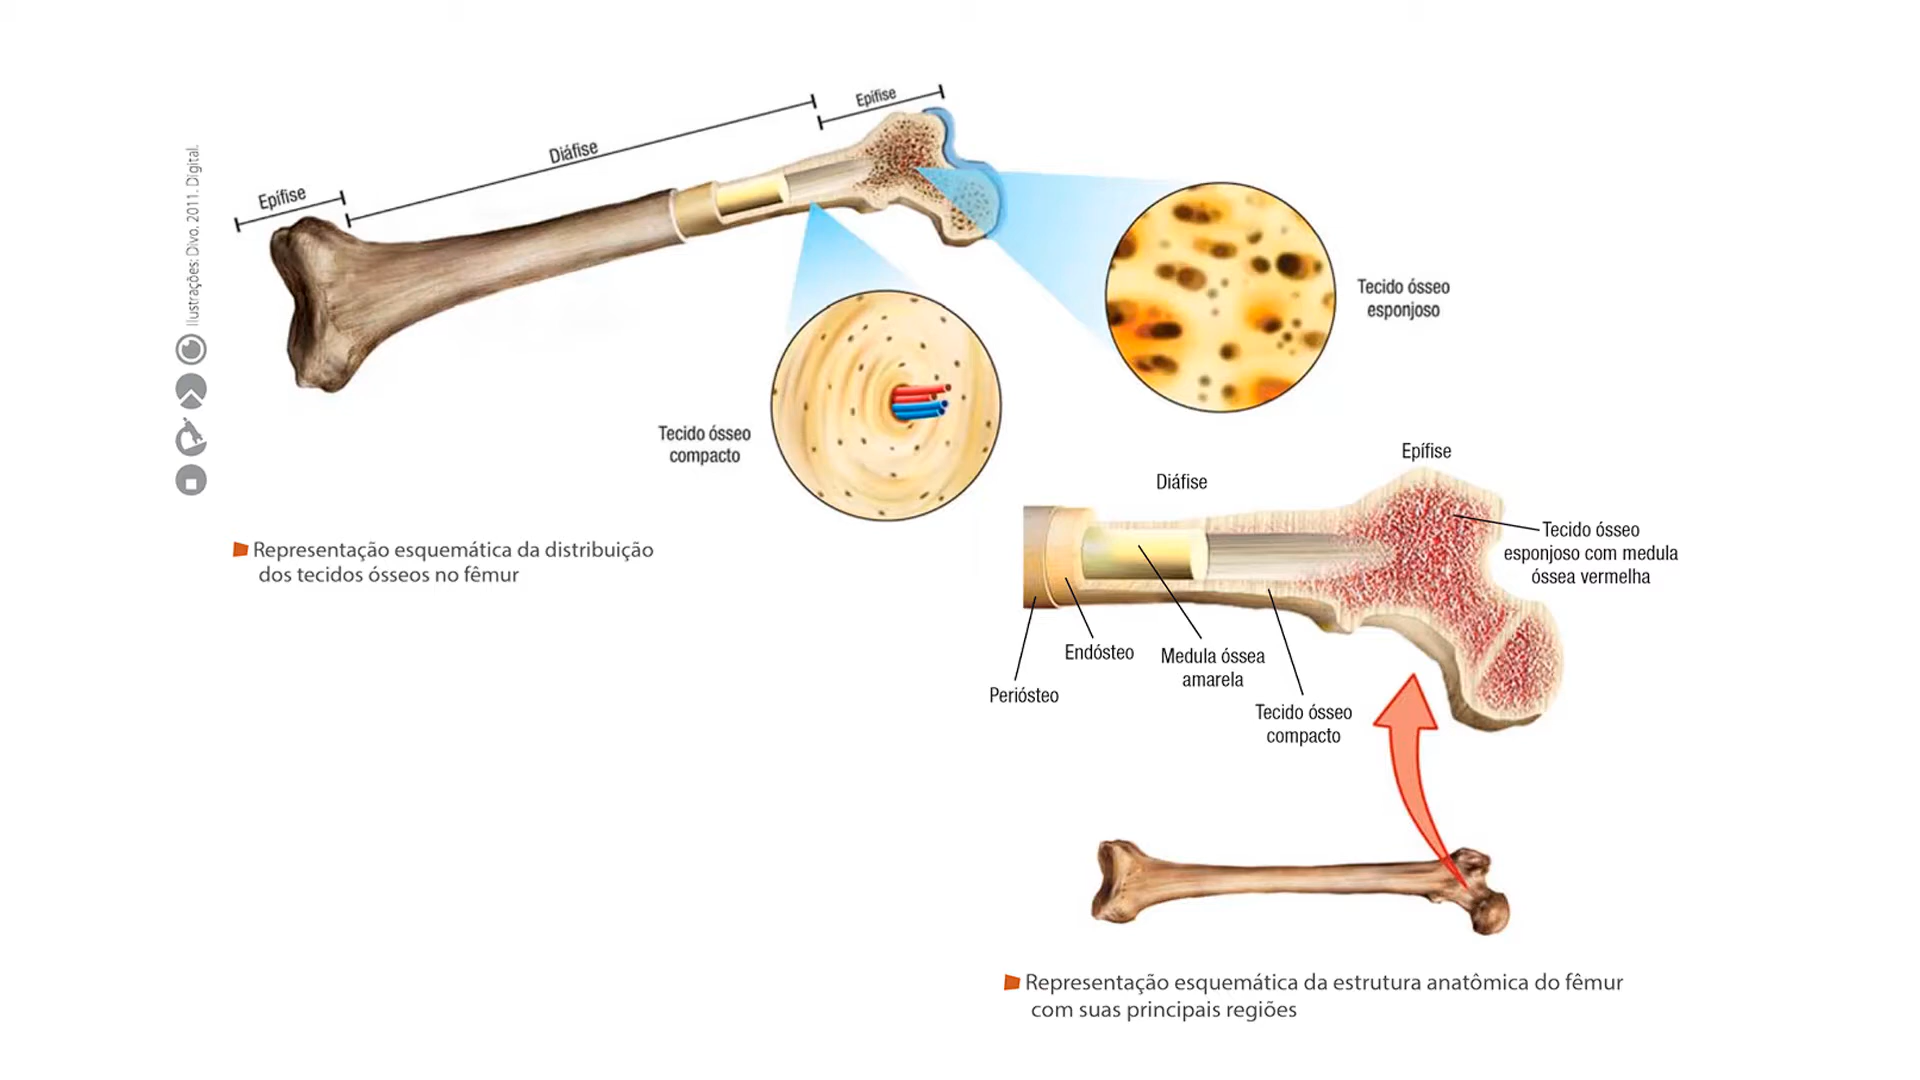 Epífise
Diáfise
Epífise
Ilustrações: Divo. 2011. Digital.
Tecido ósseo
esponjoso
Tecido ósseo
compacto
Representação esquemática da distribuição
dos tecidos ósseos no fêmur
Epífise
Diáfise
Tecido ósseo
esponjoso com medula
óssea vermelha
Endósteo
Medula óssea
amarela
Periósteo
Tecido ósseo
compacto
Representação esquemática da estrutura anatômica do fêmur
com suas principais regiões